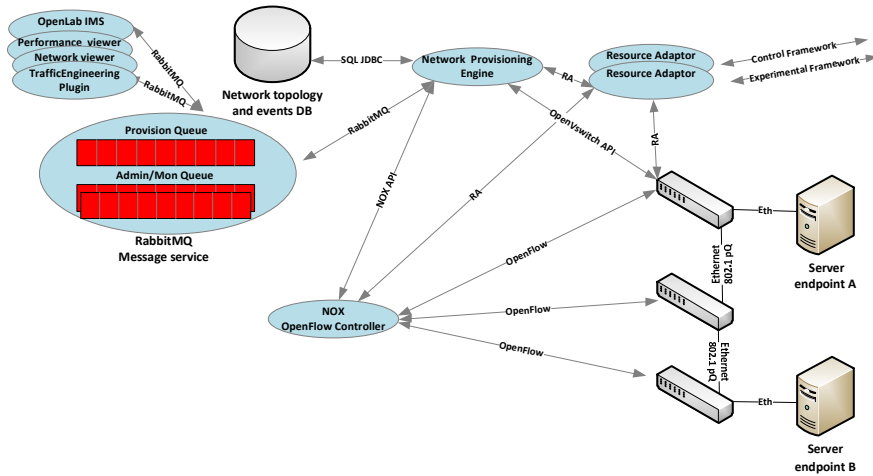 OpenLab IMS
Performance viewer
Network viewer
TrafficEngineering
Plugin
RabbitMQ
RabbitMQ
Network topology
and events DB
SQL JDBC
Network Provisioning
Engine
RA
Resource Adaptor
Resource Adaptor
Control Framework
Experimental Framework
Provision Queue
Admin/Mon Queue
RabbitMQ
Message service
RabbitMQ
NOX API
RA
OpenVswitch API
RA
Eth
Server
endpoint A
Ethernet
802.1 pQ
OpenFlow
NOX
OpenFlow Controller
OpenFlow
OpenFlow
Ethernet
802.1 pQ
Eth
Server
endpoint B